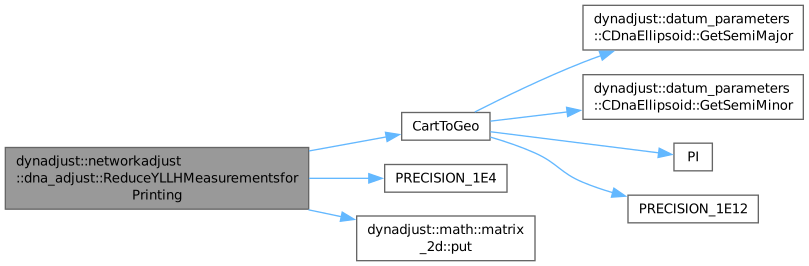 dynadjust::networkadjust
::dna_adjust::ReduceYLLHMeasurementsfor
Printing
CartToGeo
PRECISION_1E4
dynadjust::math::matrix
_2d::put
dynadjust::datum_parameters
::CDnaEllipsoid::GetSemiMajor
dynadjust::datum_parameters
::CDnaEllipsoid::GetSemiMinor
PI
PRECISION_1E12